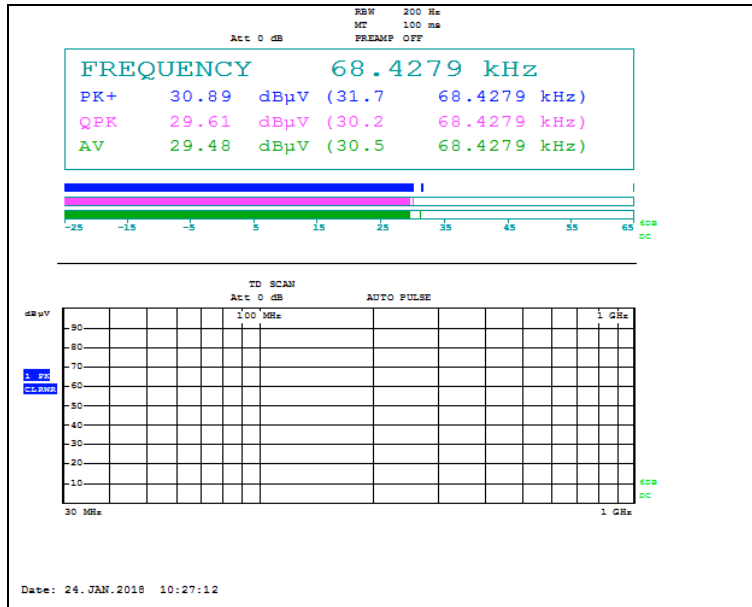 RBW 200 Hz
MT 100 ms
Att 0 dB PREAMP OFF
FREQUENCY 68.4279 kHz
PK+ 30.89 dBµV (31.7 68.4279 kHz)
QPK 29.61 dBµV (30.2 68.4279 kHz)
AV 29.48 dBµV (30.5 68.4279 kHz)
-25 -15 -5 5 15 25 35 45 55 65
6DB
DC
TD SCAN
Att 0 dB AUTO PULSE
dBµV
100 MHz 1 GHz
90
80
70
1 PK
60
CLRWR
50
40
30
20
10
6DB
DC
30 MHz 1 GHz
Date: 24.JAN.2018 10:27:12